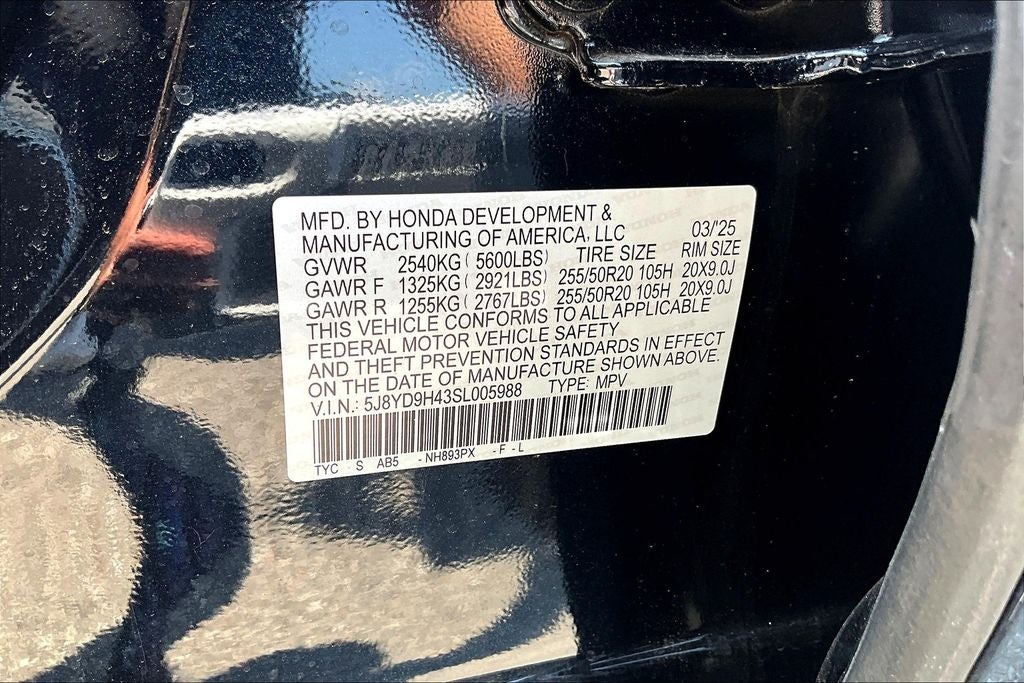 MFD. BY HONDA DEVELOPMENT &
MANUFACTURING OF AMERICA, LLC 03/'25
GVWR 2540KG ( 5600LBS) TIRE SIZE RIM SIZE
GAWR F 1325KG ( 2921LBS) 255/50R20 105H 20X9.0J
GAWR R 1255KG ( 2767LBS) 255/50R20 105H 20X9.0J
THIS VEHICLE CONFORMS TO ALL APPLICABLE
FEDERAL MOTOR VEHICLE SAFETY
AND THEFT PREVENTION STANDARDS IN EFFECT
ON THE DATE OF MANUFACTURE SHOWN ABOVE.
V.I.N.: 5J8YD9H43SL005988 TYPE: MPV
TYC - S AB5 - NH893PX - F - L